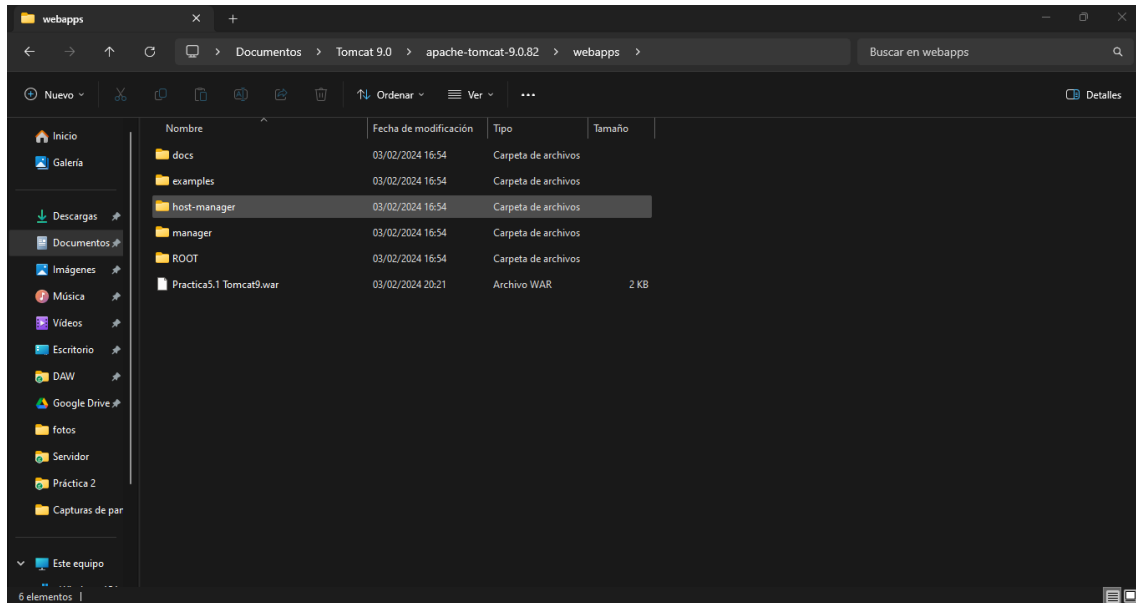 webapps
Documentos > Tomcat 9.0 > apache-tomcat-9.0.82 > webapps >
Buscar en webapps
Nuevo
Ordenar
Ver
Detalles
Inicio
Galería
Descargas
Documentos
Imágenes
Música
Vídeos
Escritorio
DAW
Google Drive
fotos
Servidor
Práctica 2
Capturas de par
Este equipo
Nombre Fecha de modificación Tipo Tamaño
docs 03/02/2024 16:54 Carpeta de archivos
examples 03/02/2024 16:54 Carpeta de archivos
host-manager 03/02/2024 16:54 Carpeta de archivos
manager 03/02/2024 16:54 Carpeta de archivos
ROOT 03/02/2024 16:54 Carpeta de archivos
Practica5.1 Tomcat9.war 03/02/2024 20:21 Archivo WAR 2 KB
6 elementos